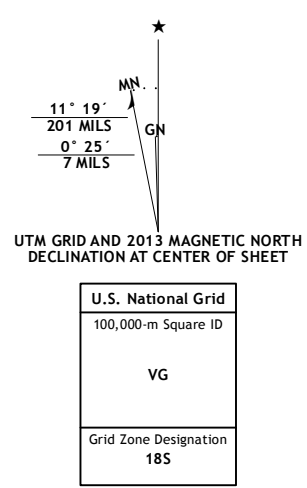 ★
MN
GN
11° 19´
201 MILS
0° 25´
7 MILS
UTM GRID AND 2013 MAGNETIC NORTH
DECLINATION AT CENTER OF SHEET
U.S. National Grid
100,000-m Square ID
VG
Grid Zone Designation
18S